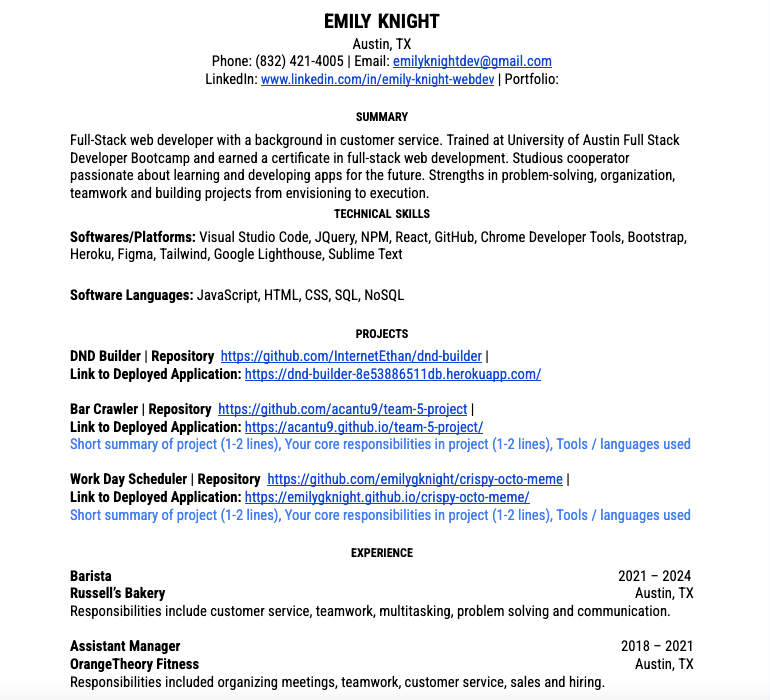 EMILY KNIGHT
Austin, TX
Phone: (832) 421-4005 | Email: emilyknightdev@gmail.com
LinkedIn: www.linkedin.com/in/emily-knight-webdev | Portfolio:
SUMMARY
Full-Stack web developer with a background in customer service. Trained at University of Austin Full Stack
Developer Bootcamp and earned a certificate in full-stack web development. Studious cooperator
passionate about learning and developing apps for the future. Strengths in problem-solving, organization,
teamwork and building projects from envisioning to execution.
TECHNICAL SKILLS
Softwares/Platforms: Visual Studio Code, JQuery, NPM, React, GitHub, Chrome Developer Tools, Bootstrap,
Heroku, Figma, Tailwind, Google Lighthouse, Sublime Text
Software Languages: JavaScript, HTML, CSS, SQL, NoSQL
PROJECTS
DND Builder | Repository https://github.com/InternetEthan/dnd-builder |
Link to Deployed Application: https://dnd-builder-8e53886511db.herokuapp.com/
Bar Crawler | Repository https://github.com/acantu9/team-5-project |
Link to Deployed Application: https://acantu9.github.io/team-5-project/
Short summary of project (1-2 lines), Your core responsibilities in project (1-2 lines), Tools / languages used
Work Day Scheduler | Repository https://github.com/emilygknight/crispy-octo-meme |
Link to Deployed Application: https://emilygknight.github.io/crispy-octo-meme/
Short summary of project (1-2 lines), Your core responsibilities in project (1-2 lines), Tools / languages used
EXPERIENCE
Barista 2021 – 2024
Russell's Bakery Austin, TX
Responsibilities include customer service, teamwork, multitasking, problem solving and communication.
Assistant Manager 2018 – 2021
OrangeTheory Fitness Austin, TX
Responsibilities included organizing meetings, teamwork, customer service, sales and hiring.